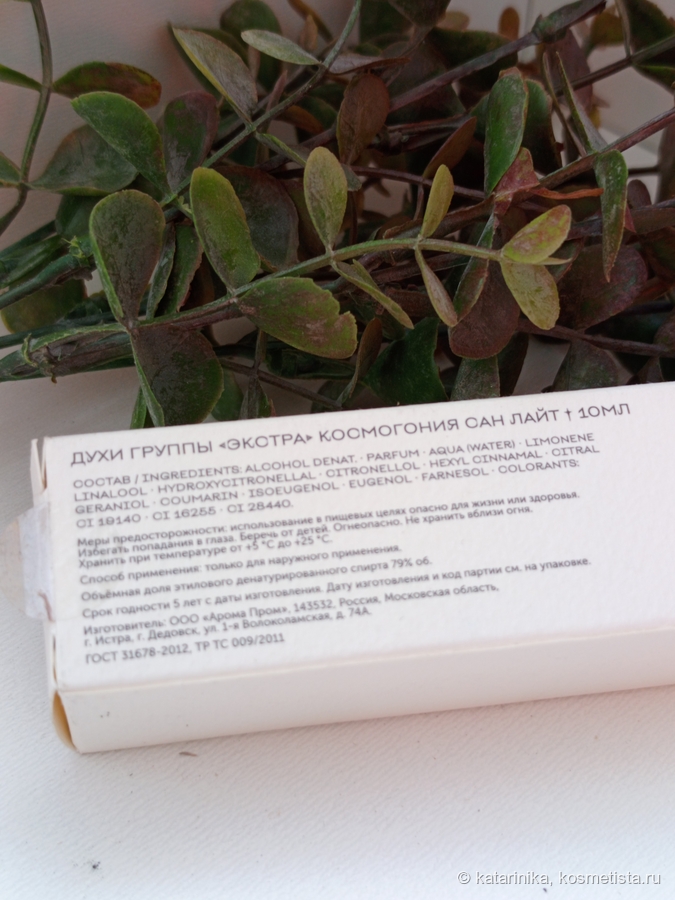 ДУХИ ГРУППЫ «ЭКСТРА» КОСМОГОНИЯ САН ЛАЙТ † 10МЛ
СОСТАВ / INGREDIENTS: ALCOHOL DENAT. · PARFUM · AQUA (WATER) · LIMONENE
LINALOOL · HYDROXYCITRONELLAL · CITRONELLOL · HEXYL CINNAMAL · CITRAL
GERANIOL · COUMARIN · ISOEUGENOL · EUGENOL · FARNESOL · COLORANTS:
CI 19140 · CI 16255 · CI 28440.
Меры предосторожности: использование в пищевых целях опасно для жизни или здоровья.
Избегать попадания в глаза. Беречь от детей. Огнеопасно. Не хранить вблизи огня.
Хранить при температуре от +5 °C до +25 °C.
Способ применения: только для наружного применения.
Объёмная доля этилового денатурированного спирта 79% об.
Срок годности 5 лет с даты изготовления. Дату изготовления и код партии см. на упаковке.
Изготовитель: ООО «Арома Пром», 143532, Россия, Московская область,
г. Истра, г. Дедовск, ул. 1-я Волоколамская, д. 74А.
ГОСТ 31678-2012, ТР ТС 009/2011
© katarinika, kosmetista.ru